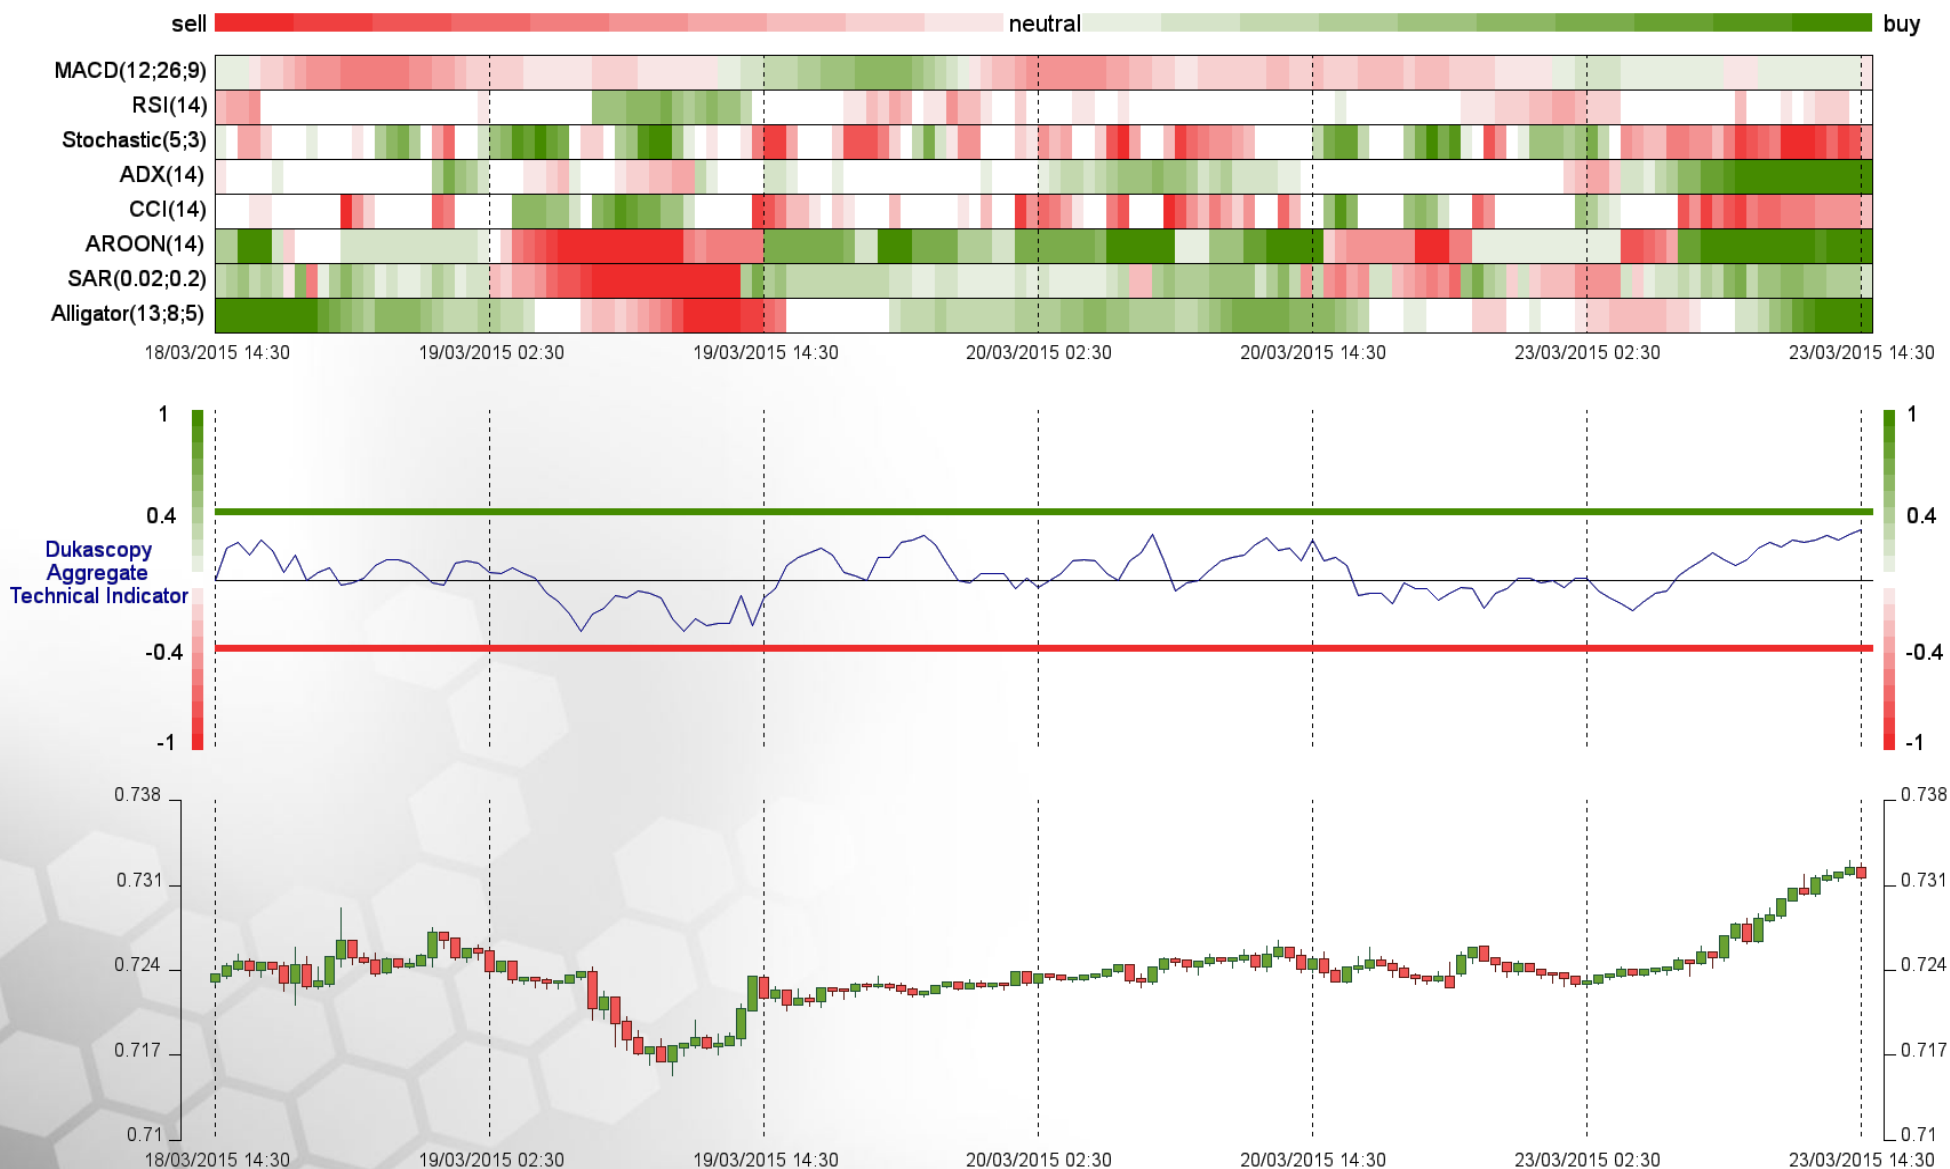 sell neutral buy
MACD(12;26;9)
RSI(14)
Stochastic(5;3)
ADX(14)
CCI(14)
AROON(14)
SAR(0.02;0.2)
Alligator(13;8;5)
18/03/2015 14:30 19/03/2015 02:30 19/03/2015 14:30 20/03/2015 02:30 20/03/2015 14:30 23/03/2015 02:30 23/03/2015 14:30
1 1
0.4 0.4
Dukascopy
Aggregate
Technical Indicator
-0.4 -0.4
-1 -1
0.738 0.738
0.731 0.731
0.724 0.724
0.717 0.717
0.71 0.71
18/03/2015 14:30 19/03/2015 02:30 19/03/2015 14:30 20/03/2015 02:30 20/03/2015 14:30 23/03/2015 02:30 23/03/2015 14:30